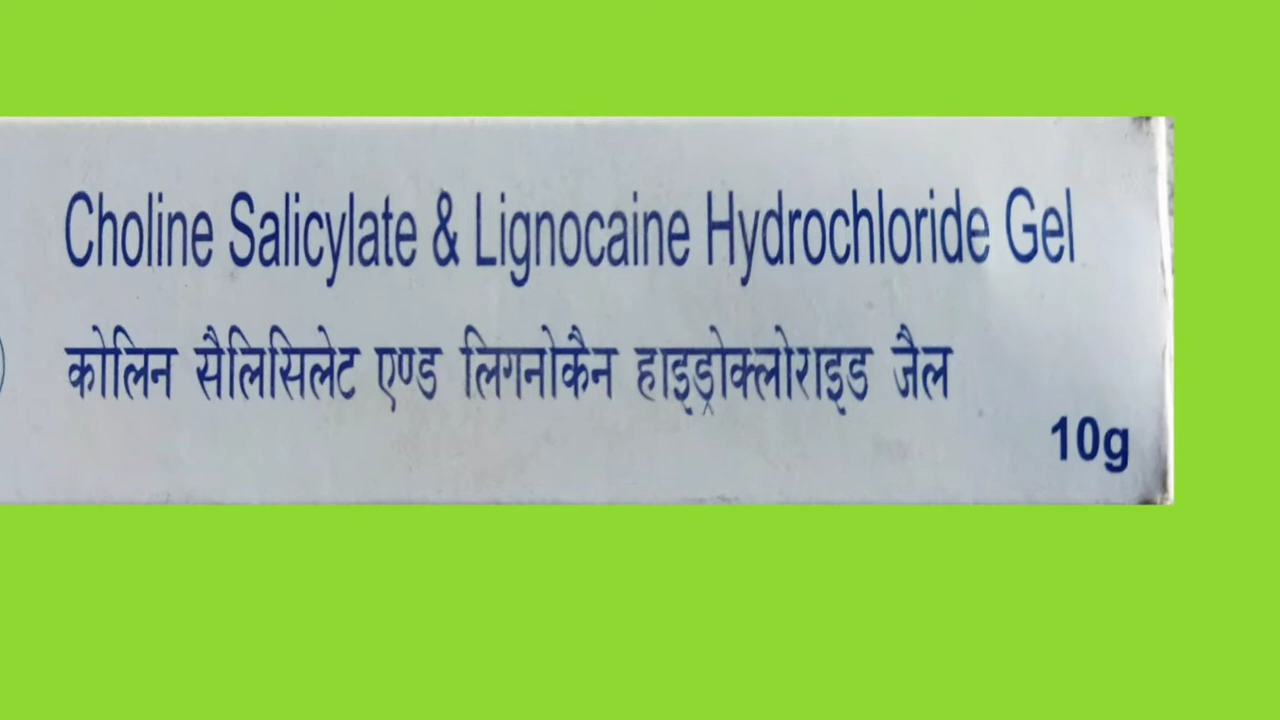 Choline Salicylate & Lignocaine Hydrochloride Gel
कोलिन सैलिसिलेट एण्ड लिगनोकैन हाइड्रोक्लोराइड जैल
10g